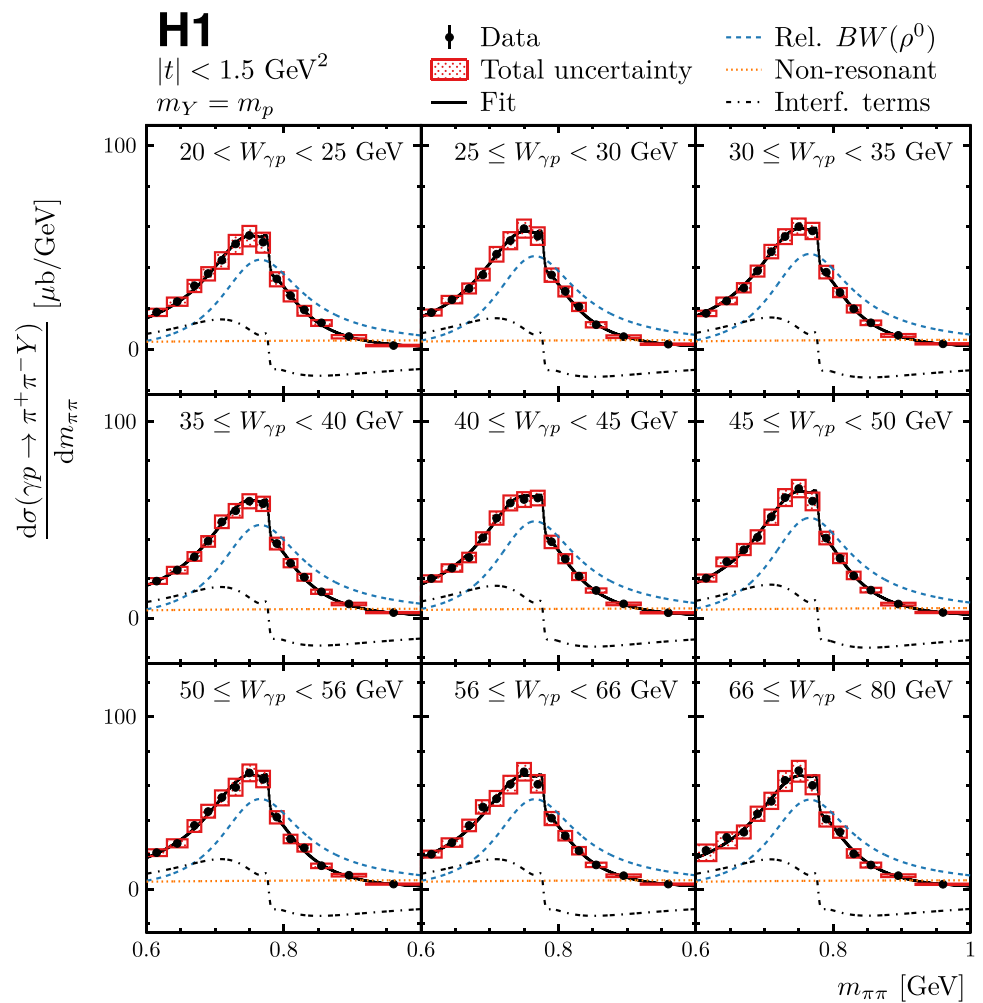 H1
|t| < 1.5 GeV²
m_Y = m_p
Data
Total uncertainty
Fit
Rel. BW(ρ⁰)
Non-resonant
Interf. terms
dσ(γp → π⁺π⁻Y) / dm_ππ [μb/GeV]
100
0
20 < W_γp < 25 GeV
25 ≤ W_γp < 30 GeV
30 ≤ W_γp < 35 GeV
100
0
35 ≤ W_γp < 40 GeV
40 ≤ W_γp < 45 GeV
45 ≤ W_γp < 50 GeV
100
0
50 ≤ W_γp < 56 GeV
56 ≤ W_γp < 66 GeV
66 ≤ W_γp < 80 GeV
0.6 0.8 0.6 0.8 0.6 0.8 1
m_ππ [GeV]